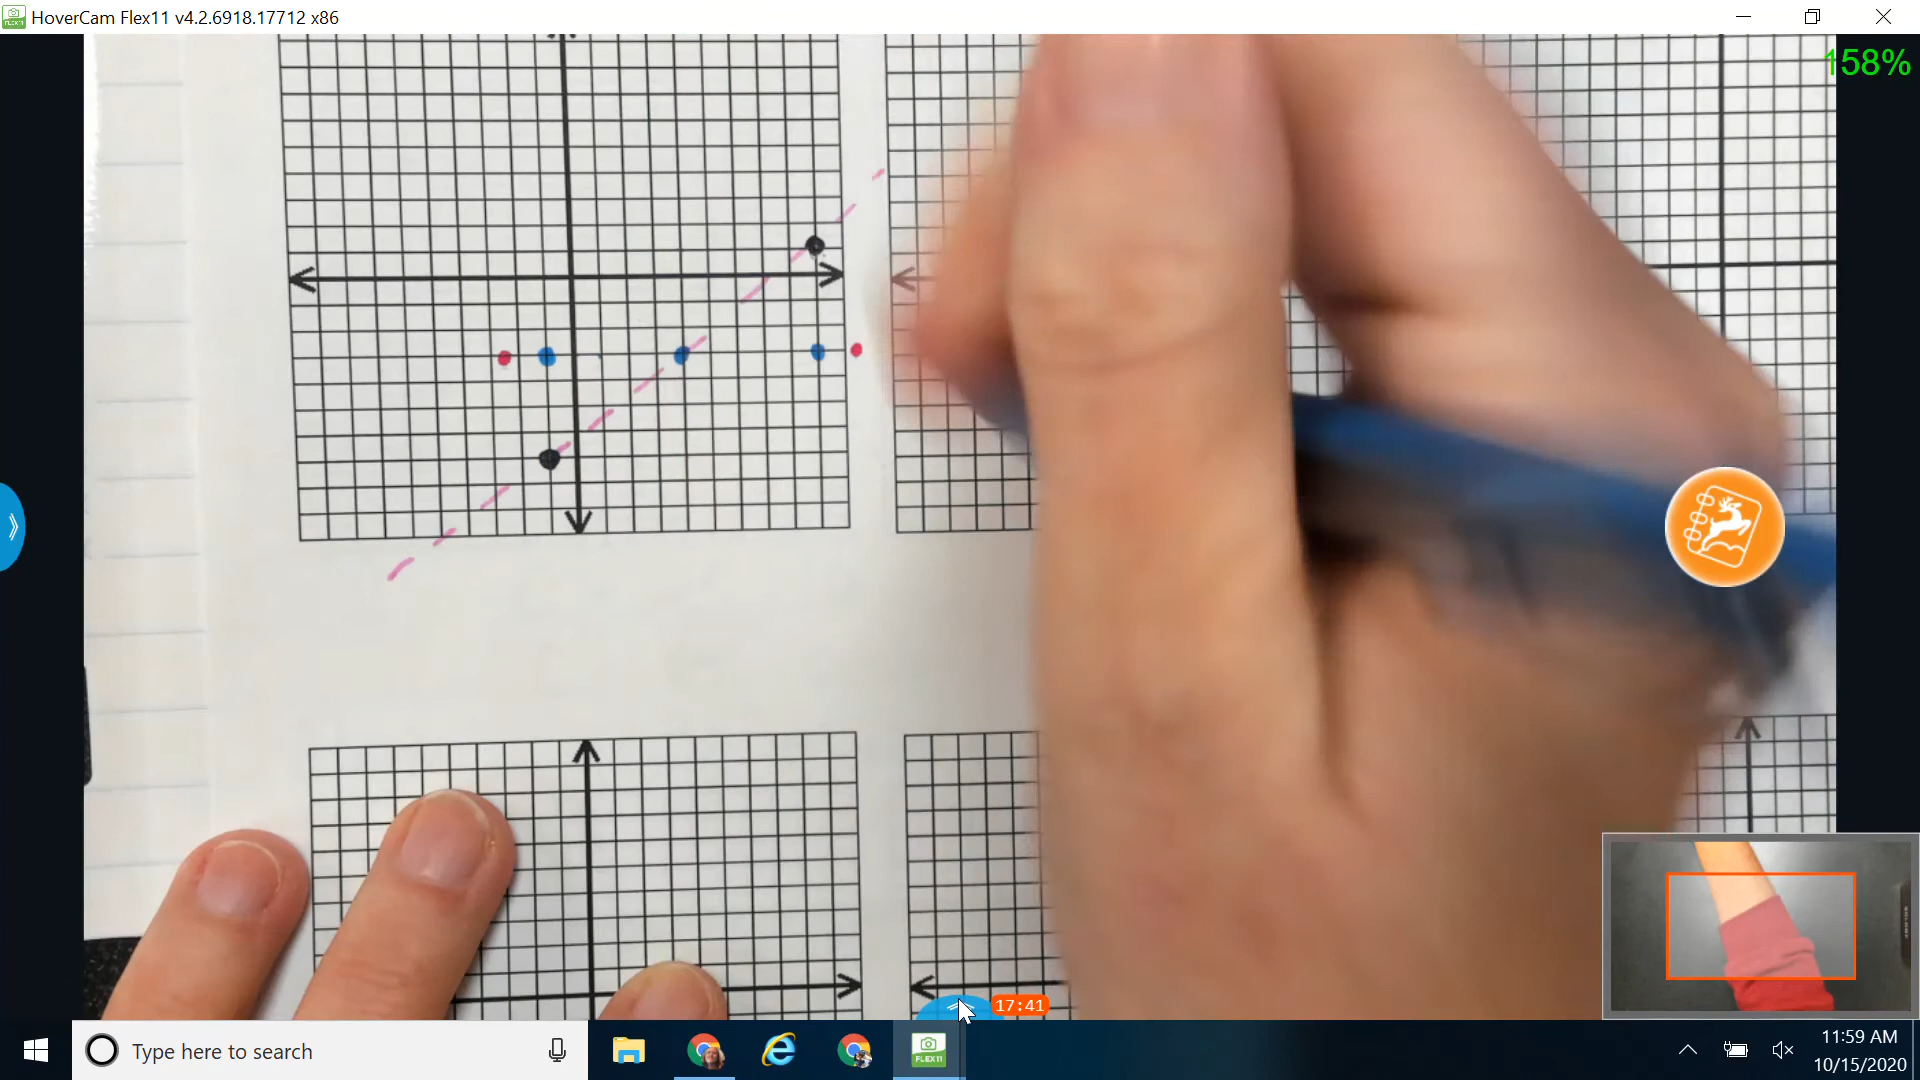 HoverCam Flex11 v4.2.6918.17712 x86
158%
17:41
Type here to search
FLEX11
11:59 AM
10/15/2020